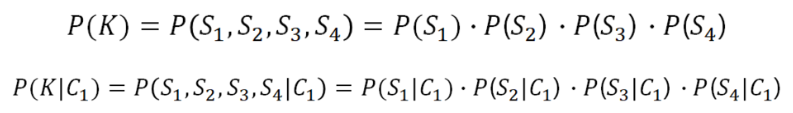 P(K) = P(S₁, S₂, S₃, S₄) = P(S₁) · P(S₂) · P(S₃) · P(S₄)
P(K|C₁) = P(S₁, S₂, S₃, S₄|C₁) = P(S₁|C₁) · P(S₂|C₁) · P(S₃|C₁) · P(S₄|C₁)